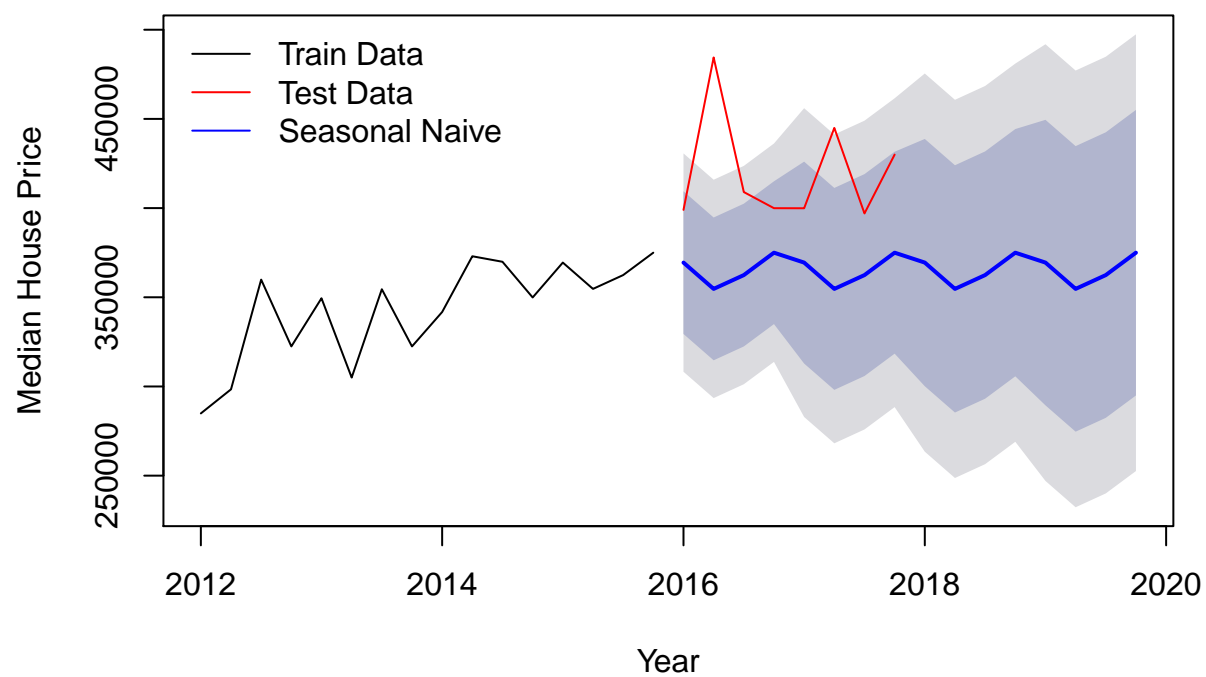 Train Data
Test Data
Seasonal Naive
Median House Price
450000
350000
250000
2012 2014 2016 2018 2020
Year